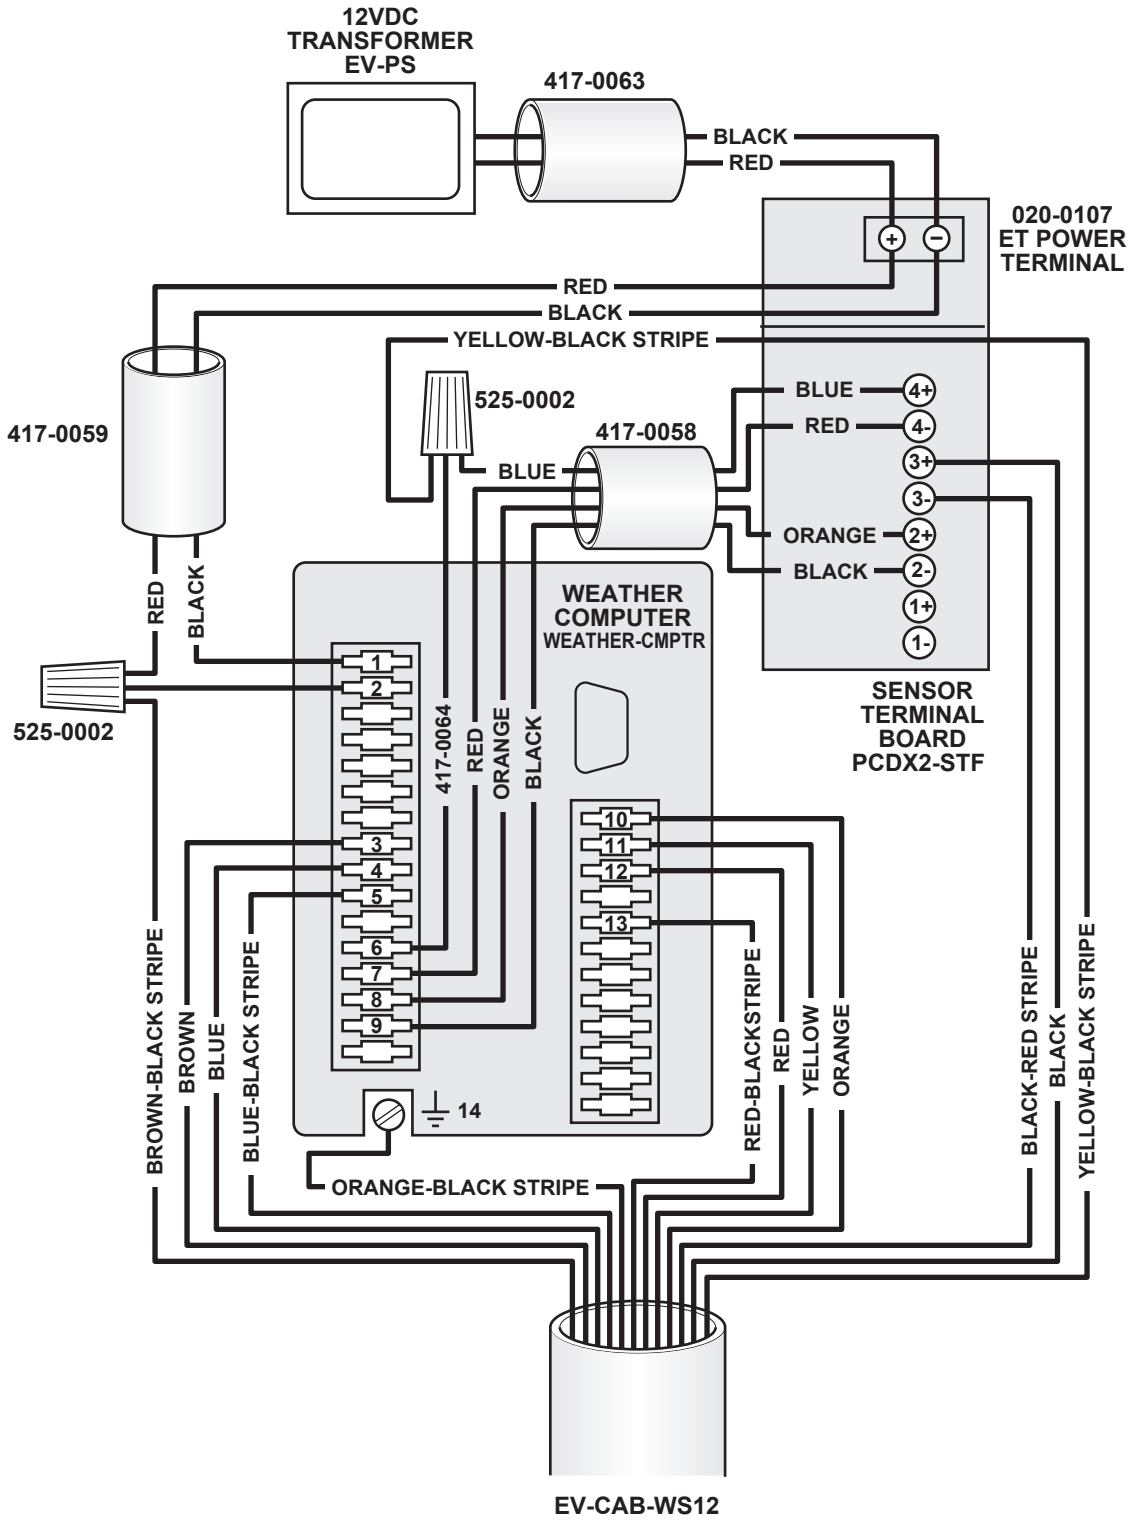 12VDC
TRANSFORMER
EV-PS
417-0063
BLACK
RED
020-0107
ET POWER
TERMINAL
+
−
RED
BLACK
YELLOW-BLACK STRIPE
417-0059
525-0002
417-0058
BLUE
BLUE
RED
ORANGE
BLACK
4+
4-
3+
3-
2+
2-
1+
1-
SENSOR
TERMINAL
BOARD
PCDX2-STF
RED
BLACK
525-0002
WEATHER
COMPUTER
WEATHER-CMPTR
1
2
3
4
5
6
7
8
9
417-0064
RED
ORANGE
BLACK
10
11
12
13
14
BROWN-BLACK STRIPE
BROWN
BLUE
BLUE-BLACK STRIPE
ORANGE-BLACK STRIPE
RED-BLACKSTRIPE
RED
YELLOW
ORANGE
BLACK-RED STRIPE
BLACK
YELLOW-BLACK STRIPE
EV-CAB-WS12